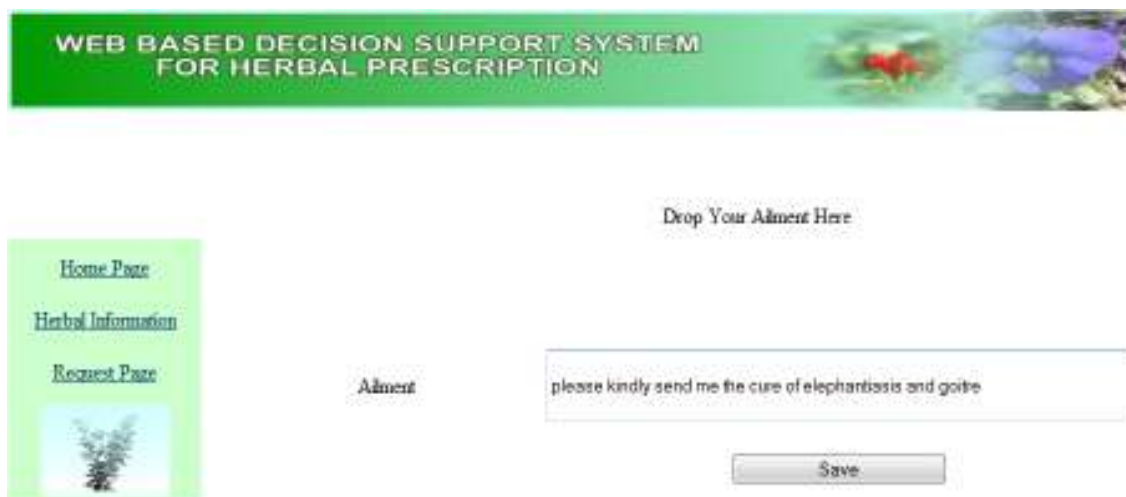 WEB BASED DECISION SUPPORT SYSTEM
FOR HERBAL PRESCRIPTION
Drop Your Ailment Here
Home Page
Herbal Information
Request Page
Ailment
please kindly send me the cure of elephantiasis and goitre
Save